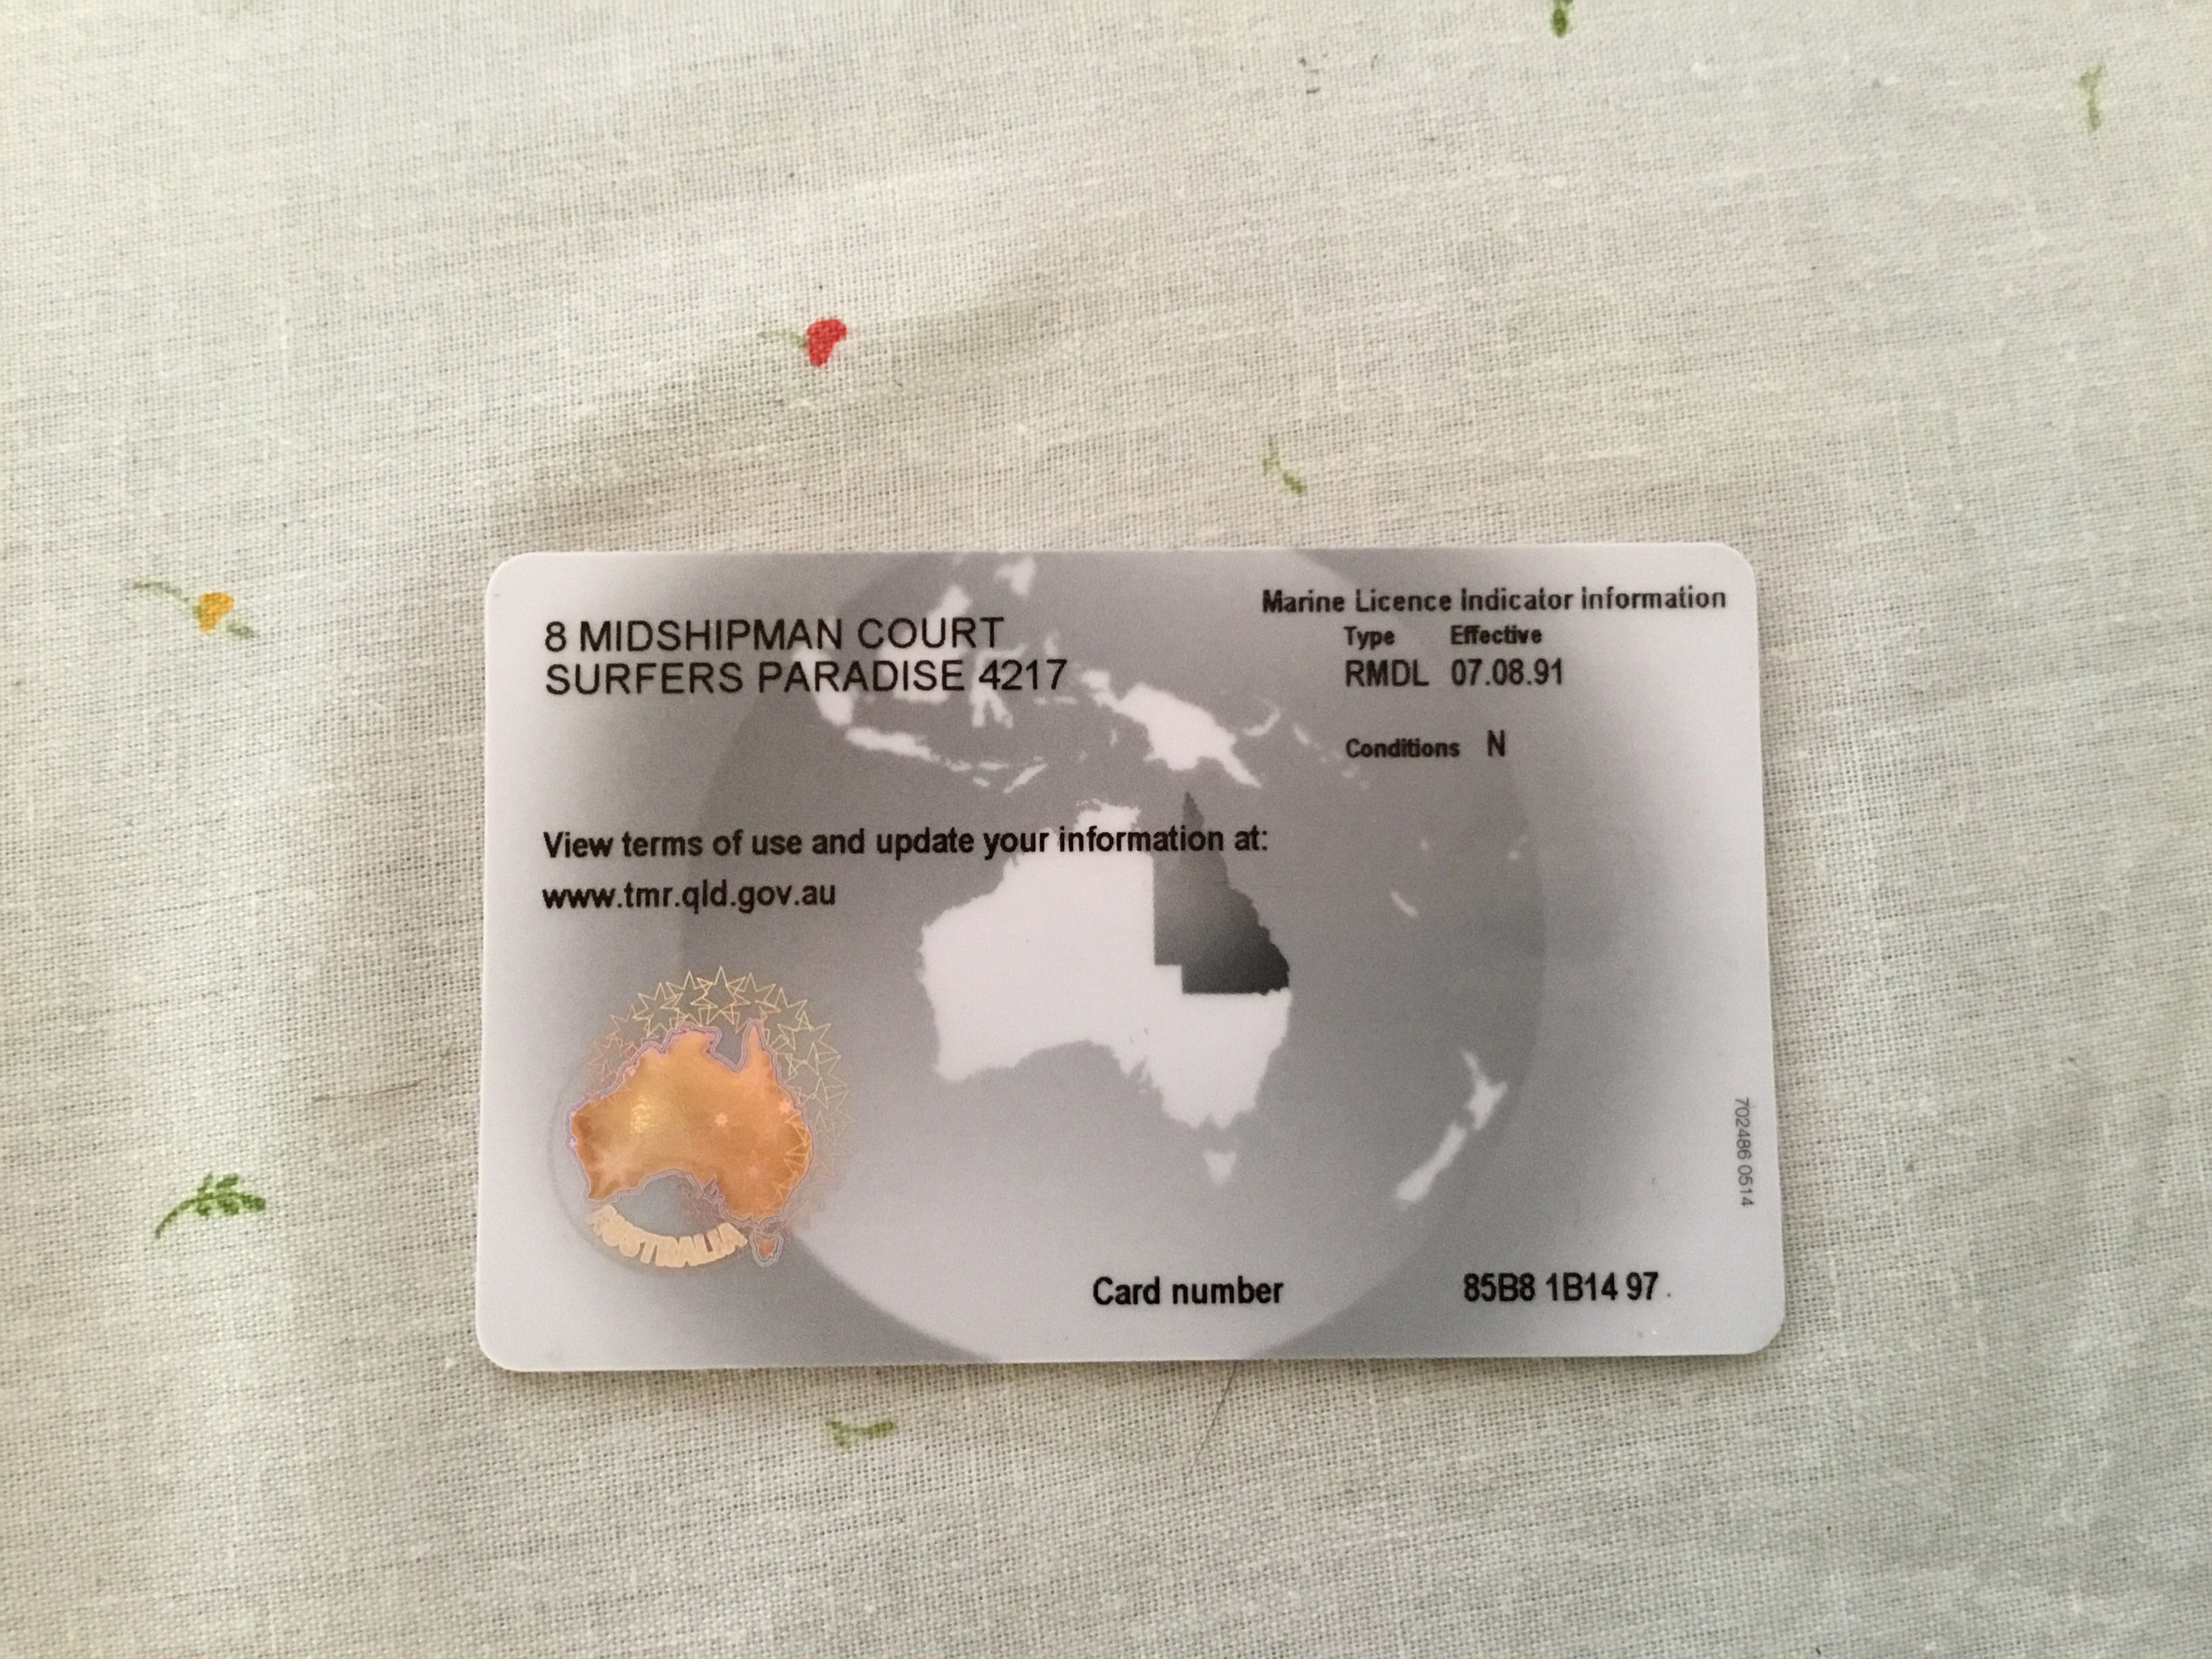 8 MIDSHIPMAN COURT
SURFERS PARADISE 4217
Marine Licence Indicator Information
Type Effective
RMDL 07.08.91
Conditions N
View terms of use and update your information at:
www.tmr.qld.gov.au
AUSTRALIA
702486 0514
Card number 85B8 1B14 97